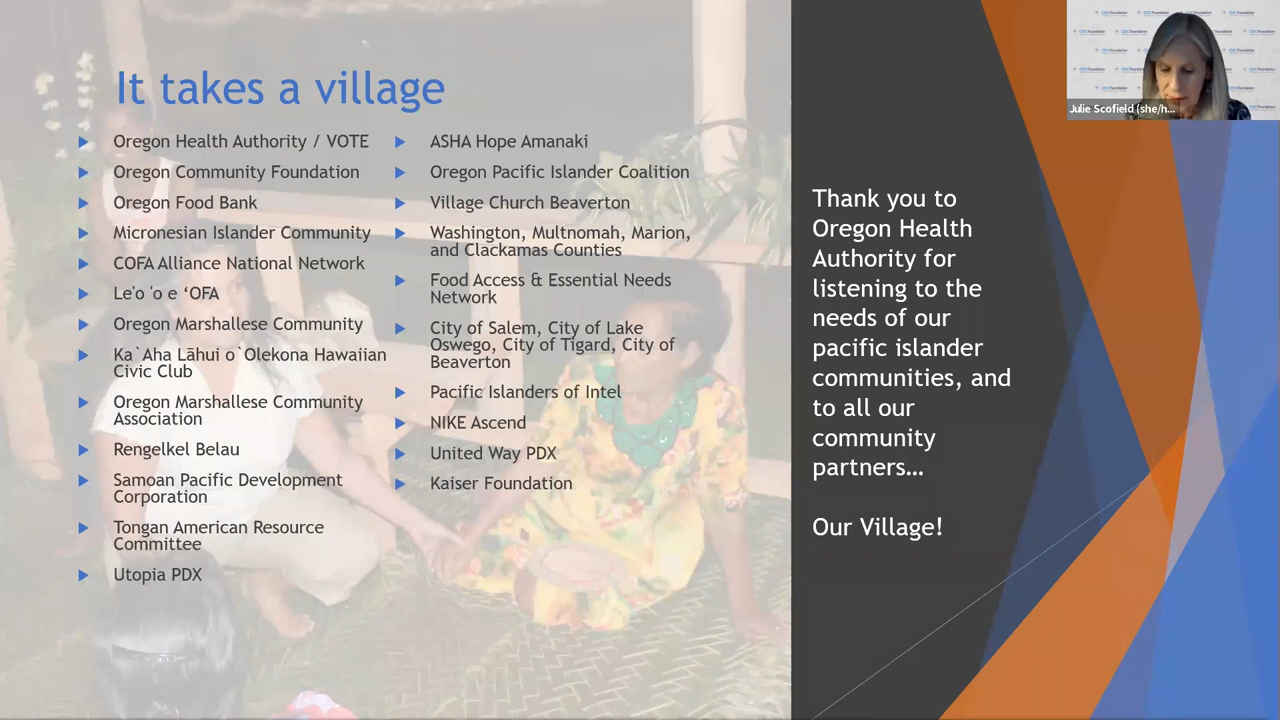 It takes a village
Oregon Health Authority / VOTE
Oregon Community Foundation
Oregon Food Bank
Micronesian Islander Community
COFA Alliance National Network
Le'o 'o e ‘OFA
Oregon Marshallese Community
Ka`Aha Lāhui o`Olekona Hawaiian
Civic Club
Oregon Marshallese Community
Association
Rengelkel Belau
Samoan Pacific Development
Corporation
Tongan American Resource
Committee
Utopia PDX
ASHA Hope Amanaki
Oregon Pacific Islander Coalition
Village Church Beaverton
Washington, Multnomah, Marion,
and Clackamas Counties
Food Access & Essential Needs
Network
City of Salem, City of Lake
Oswego, City of Tigard, City of
Beaverton
Pacific Islanders of Intel
NIKE Ascend
United Way PDX
Kaiser Foundation
Thank you to
Oregon Health
Authority for
listening to the
needs of our
pacific islander
communities, and
to all our
community
partners…
Our Village!
Julie Scofield (she/h...